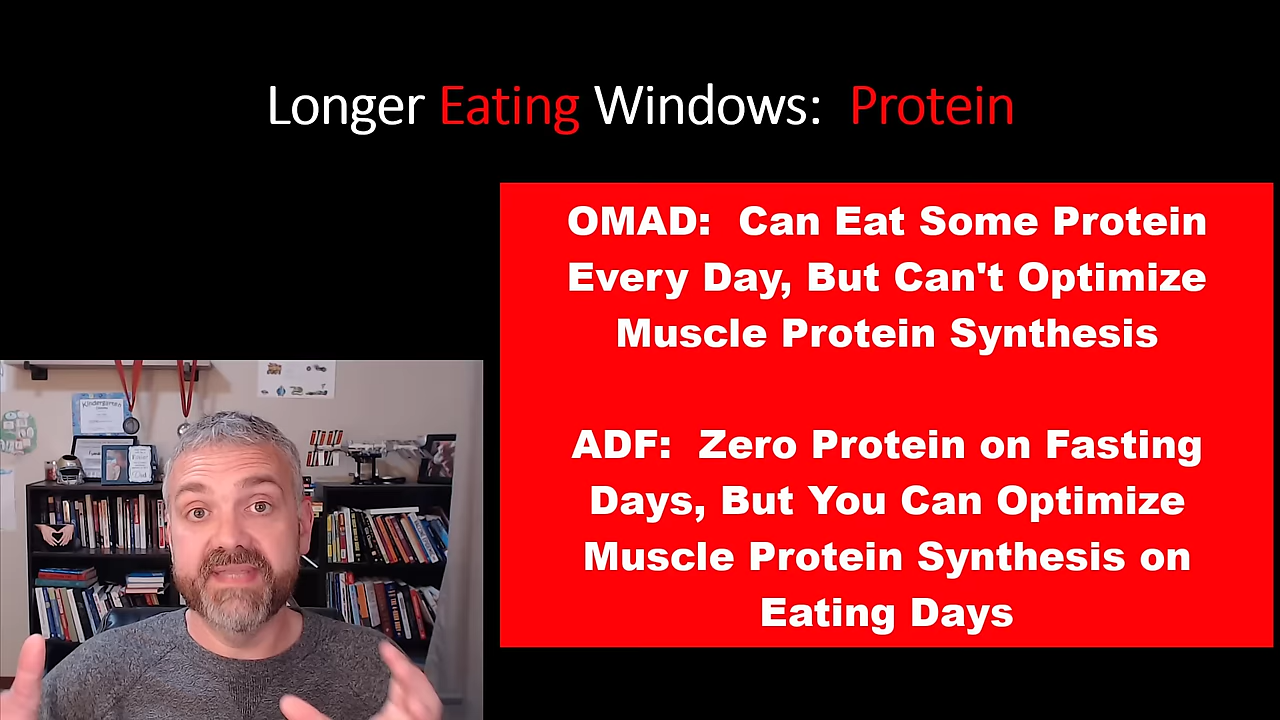 Longer Eating Windows: Protein
OMAD: Can Eat Some Protein
Every Day, But Can't Optimize
Muscle Protein Synthesis
ADF: Zero Protein on Fasting
Days, But You Can Optimize
Muscle Protein Synthesis on
Eating Days
Kindergarten